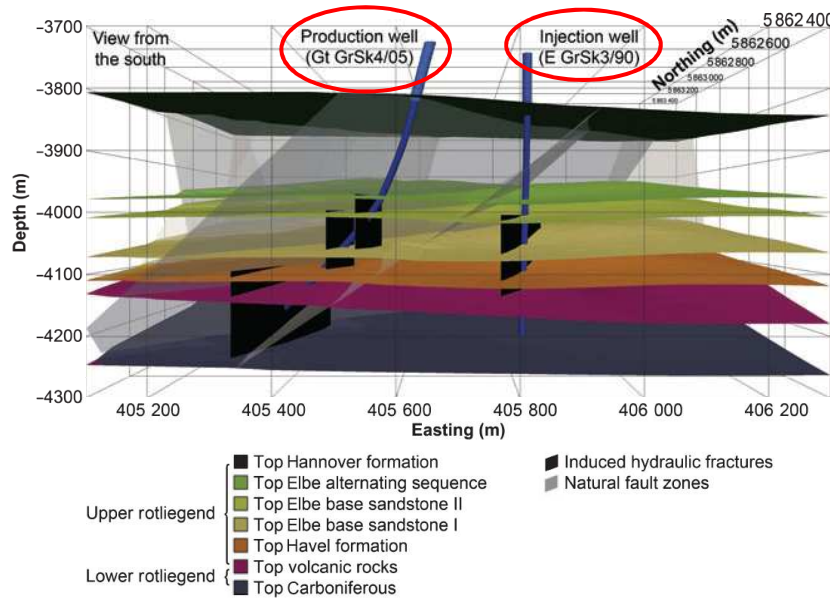 View from
the south
Production well
(Gt GrSk4/05)
Injection well
(E GrSk3/90)
Northing (m)
5 862 400
5 862 600
5 862 800
5 863 000
5 863 200
5 863 400
Depth (m)
–3700
–3800
–3900
–4000
–4100
–4200
–4300
405 200
405 400
405 600
405 800
406 000
406 200
Easting (m)
Top Hannover formation
Top Elbe alternating sequence
Top Elbe base sandstone II
Top Elbe base sandstone I
Top Havel formation
Top volcanic rocks
Top Carboniferous
Upper rotliegend
Lower rotliegend
Induced hydraulic fractures
Natural fault zones